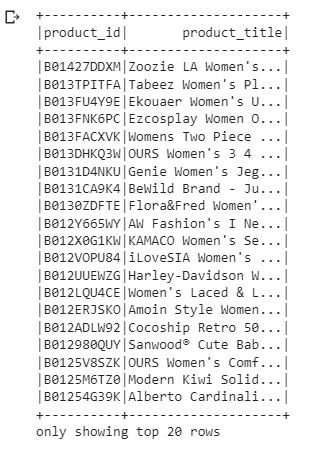 +----------+--------------------+
|product_id|       product_title|
+----------+--------------------+
|B01427DDXM|Zoozie LA Women's...|
|B013TPITFA|Tabeez Women's Pl...|
|B013FU4Y9E|Ekouaer Women's U...|
|B013FNK6PC|Ezcosplay Women O...|
|B013FACXVK|Womens Two Piece ...|
|B013DHKQ3W|OURS Women's 3 4 ...|
|B0131D4NKU|Genie Women's Jeg...|
|B0131CA9K4|BeWild Brand - Ju...|
|B0130ZDFTE|Flora&Fred Women'...|
|B012Y665WY|AW Fashion's I Ne...|
|B012X0G1KW|KAMACO Women's Se...|
|B012VOPU84|iLoveSIA Women's ...|
|B012UUEWZG|Harley-Davidson W...|
|B012LQU4CE|Women's Laced & L...|
|B012ERJSKO|Amoin Style Women...|
|B012ADLW92|Cocoship Retro 50...|
|B012980QUY|Sanwood® Cute Bab...|
|B0125V8SZK|OURS Women's Comf...|
|B0125M6TZ0|Modern Kiwi Solid...|
|B01254G39K|Alberto Cardinali...|
+----------+--------------------+
only showing top 20 rows